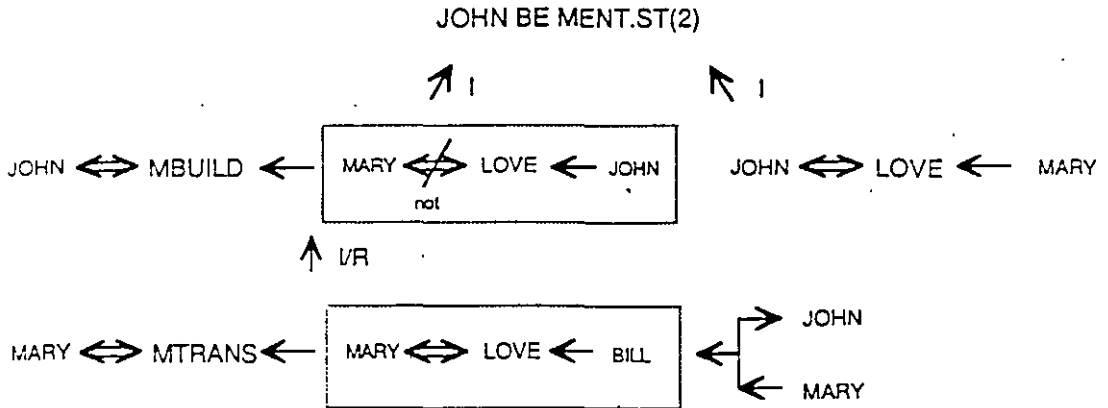 JOHN BE MENT.ST(2)
I I
JOHN MBUILD MARY LOVE JOHN JOHN LOVE MARY
not
I/R
JOHN
MARY MTRANS MARY LOVE BILL
MARY